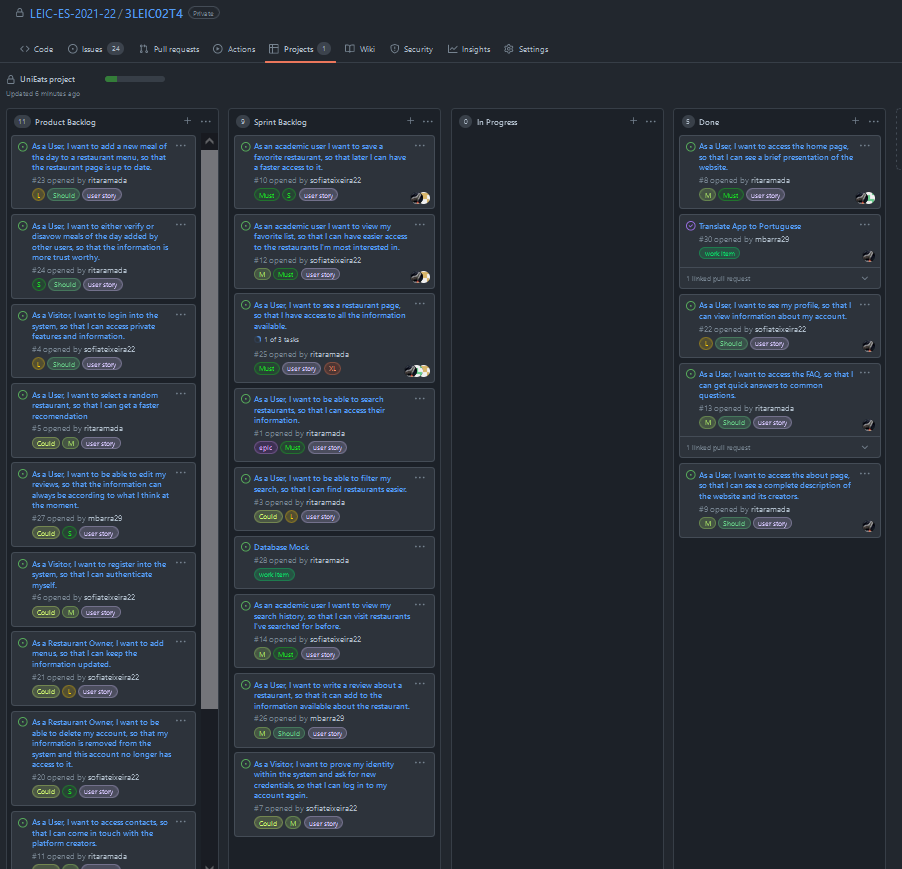 LEIC-ES-2021-22 / 3LEIC02T4 Private
Code Issues 24 Pull requests Actions Projects 1 Wiki Security Insights Settings
UniEats project
Updated 6 minutes ago
11 Product Backlog
As a User, I want to add a new meal of
the day to a restaurant menu, so that
the restaurant page is up to date.
#23 opened by ritaramada
L Should user story
As a User, I want to either verify or
disavow meals of the day added by
other users, so that the information is
more trust worthy.
#24 opened by ritaramada
S Should user story
As a Visitor, I want to login into the
system, so that I can access private
features and information.
#4 opened by sofiateixeira22
L Should user story
As a User, I want to select a random
restaurant, so that I can get a faster
recomendation
#5 opened by ritaramada
Could M user story
As a User, I want to be able to edit my
reviews, so that the information can
always be according to what I think at
the moment.
#27 opened by mbarra29
Could S user story
As a Visitor, I want to register into the
system, so that I can authenticate
myself.
#6 opened by sofiateixeira22
Could M user story
As a Restaurant Owner, I want to add
menus, so that I can keep the
information updated.
#21 opened by sofiateixeira22
Could L user story
As a Restaurant Owner, I want to be
able to delete my account, so that my
information is removed from the
system and this account no longer has
access to it.
#20 opened by sofiateixeira22
Could S user story
As a User, I want to access contacts, so
that I can come in touch with the
platform creators.
#11 opened by ritaramada
9 Sprint Backlog
As an academic user I want to save a
favorite restaurant, so that later I can have
a faster access to it.
#10 opened by sofiateixeira22
Must S user story
As an academic user I want to view my
favorite list, so that I can have easier access
to the restaurants I'm most interested in.
#12 opened by sofiateixeira22
M Must user story
As a User, I want to see a restaurant page,
so that I have access to all the information
available.
1 of 3 tasks
#25 opened by ritaramada
Must user story XL
As a User, I want to be able to search
restaurants, so that I can access their
information.
#1 opened by ritaramada
epic Must user story
As a User, I want to be able to filter my
search, so that I can find restaurants easier.
#3 opened by ritaramada
Could L user story
Database Mock
#28 opened by ritaramada
work item
As an academic user I want to view my
search history, so that I can visit restaurants
I've searched for before.
#14 opened by sofiateixeira22
M Must user story
As a User, I want to write a review about a
restaurant, so that it can add to the
information available about the restaurant.
#26 opened by mbarra29
M Should user story
As a Visitor, I want to prove my identity
within the system and ask for new
credentials, so that I can log in to my
account again.
#7 opened by sofiateixeira22
Could M user story
0 In Progress
5 Done
As a User, I want to access the home page,
so that I can see a brief presentation of the
website.
#8 opened by ritaramada
M Must user story
Translate App to Portuguese
#30 opened by mbarra29
work item
1 linked pull request
As a User, I want to see my profile, so that I
can view information about my account.
#22 opened by sofiateixeira22
L Should user story
As a User, I want to access the FAQ, so that I
can get quick answers to common
questions.
#13 opened by ritaramada
M Should user story
1 linked pull request
As a User, I want to access the about page,
so that I can see a complete description of
the website and its creators.
#9 opened by ritaramada
M Should user story